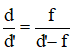 d/d' = f/(d'−f)